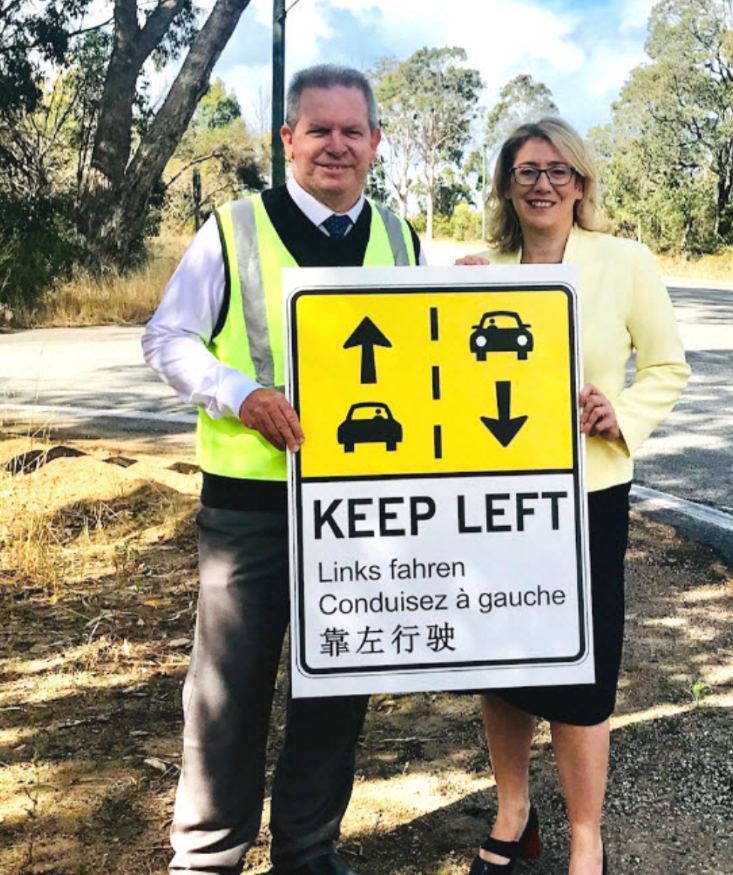 KEEP LEFT
Links fahren
Conduisez à gauche
靠左行驶